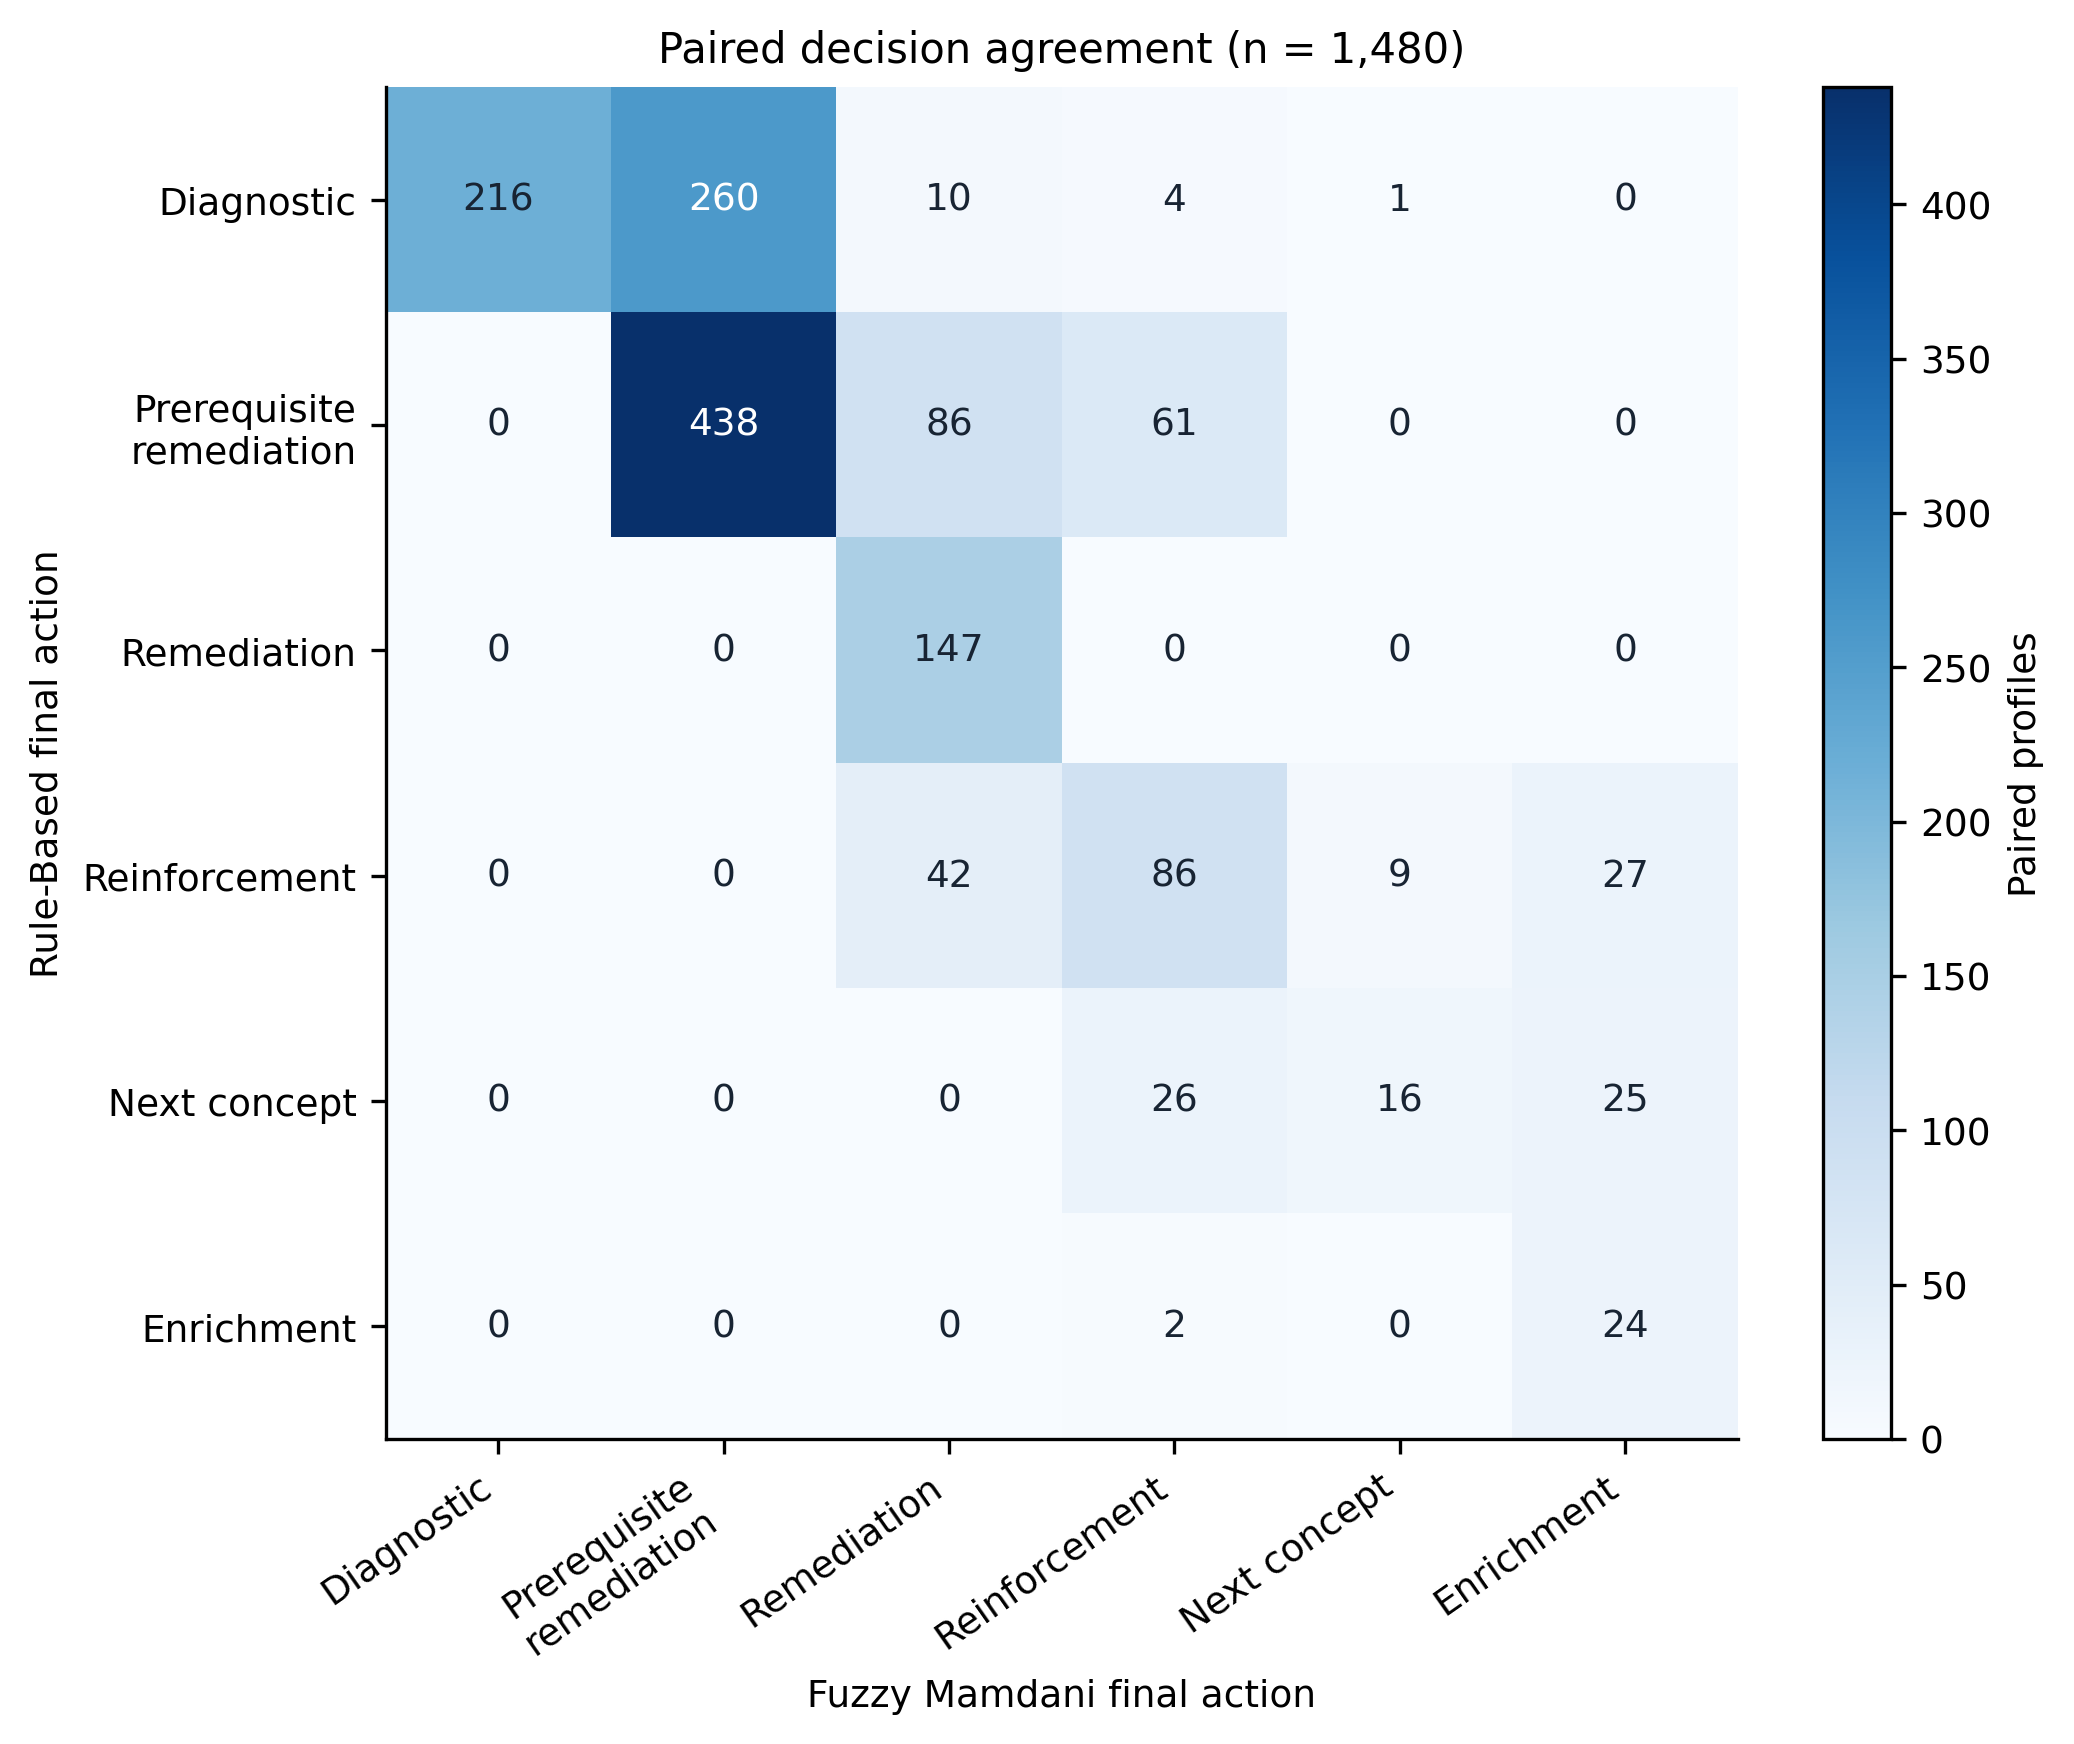 Paired decision agreement (n = 1,480)
Rule-Based final action
Diagnostic 216 260 10 4 1 0
Prerequisite
remediation 0 438 86 61 0 0
Remediation 0 0 147 0 0 0
Reinforcement 0 0 42 86 9 27
Next concept 0 0 0 26 16 25
Enrichment 0 0 0 2 0 24
Diagnostic
Prerequisite
remediation
Remediation
Reinforcement
Next concept
Enrichment
Fuzzy Mamdani final action
400
350
300
250
200
150
100
50
0
Paired profiles